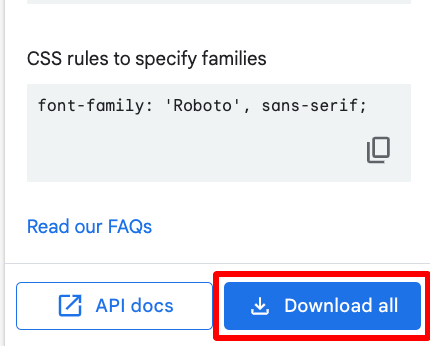 CSS rules to specify families
font-family: 'Roboto', sans-serif;
Read our FAQs
API docs
Download all